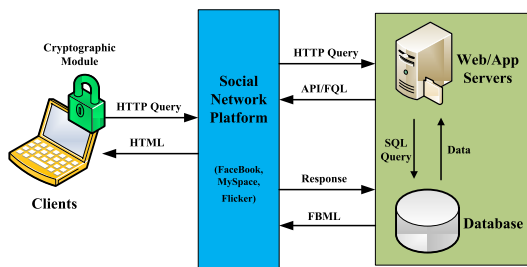 Cryptographic
Module
HTTP Query
HTML
Clients
Social
Network
Platform
(FaceBook,
MySpace,
Flicker)
HTTP Query
API/FQL
Response
FBML
Web/App
Servers
SQL
Query
Data
Database